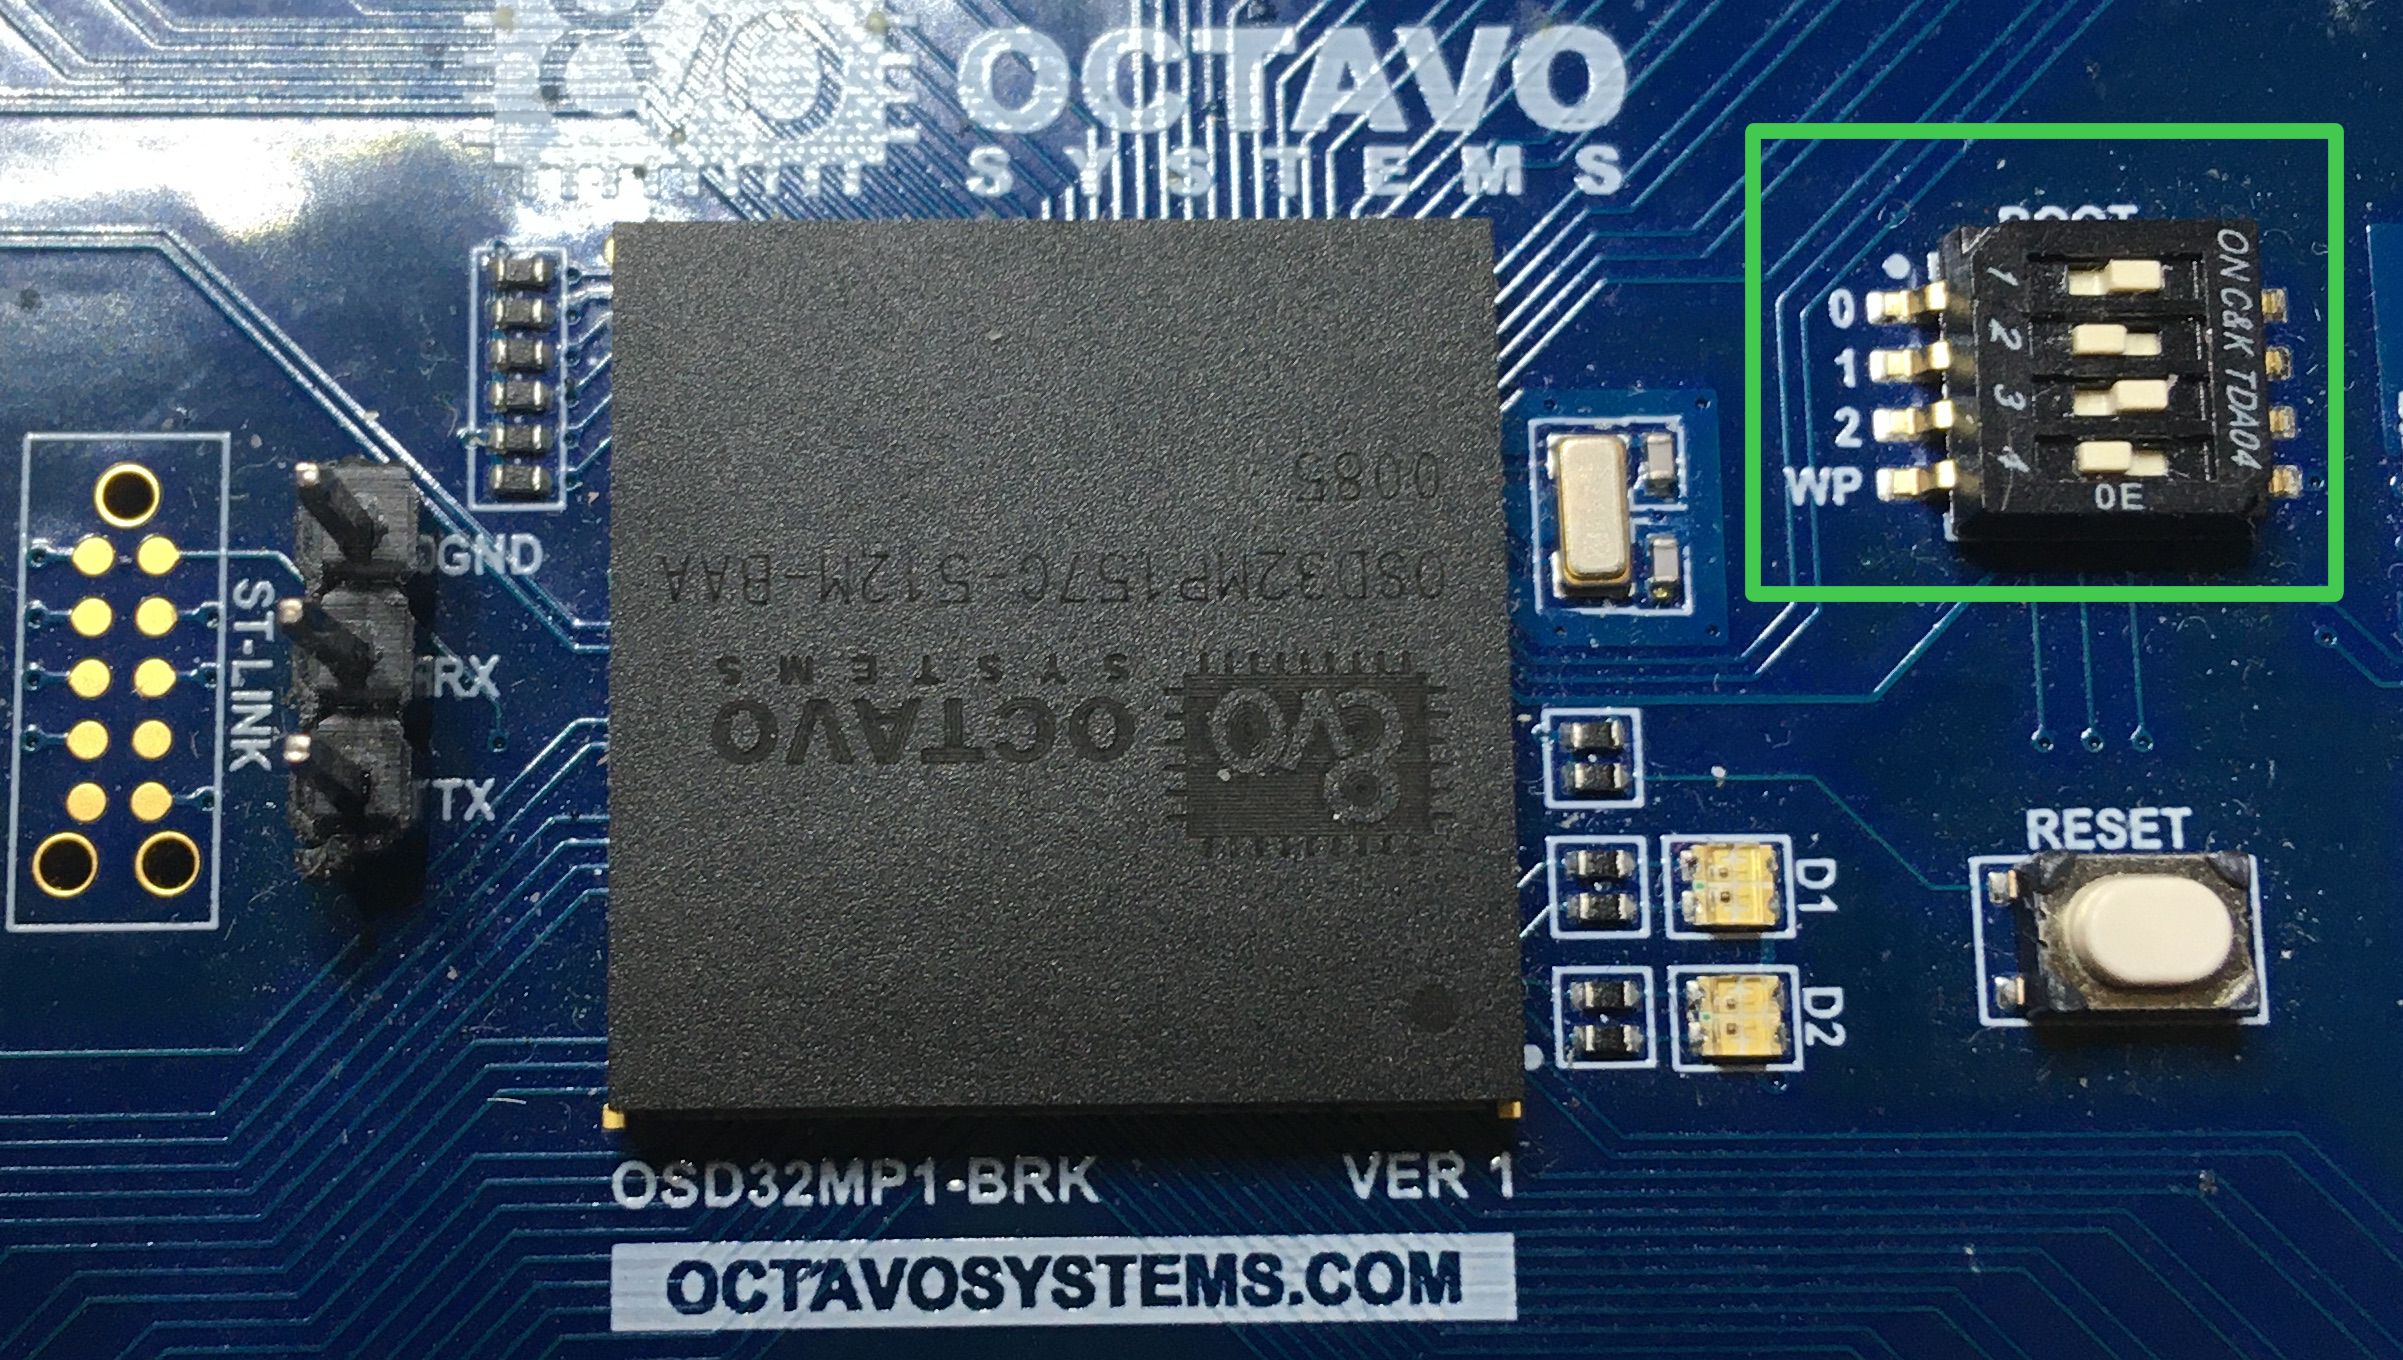 OCTAVO
SYSTEMS
BOOT
0
1
2
WP
1
2
3
4
ON C&K TDA04
0E
GND
RX
TX
ST-LINK
0085
OSD32MP157C-512M-BAA
OCTAVO
SYSTEMS
D1
D2
RESET
OSD32MP1-BRK VER 1
OCTAVOSYSTEMS.COM